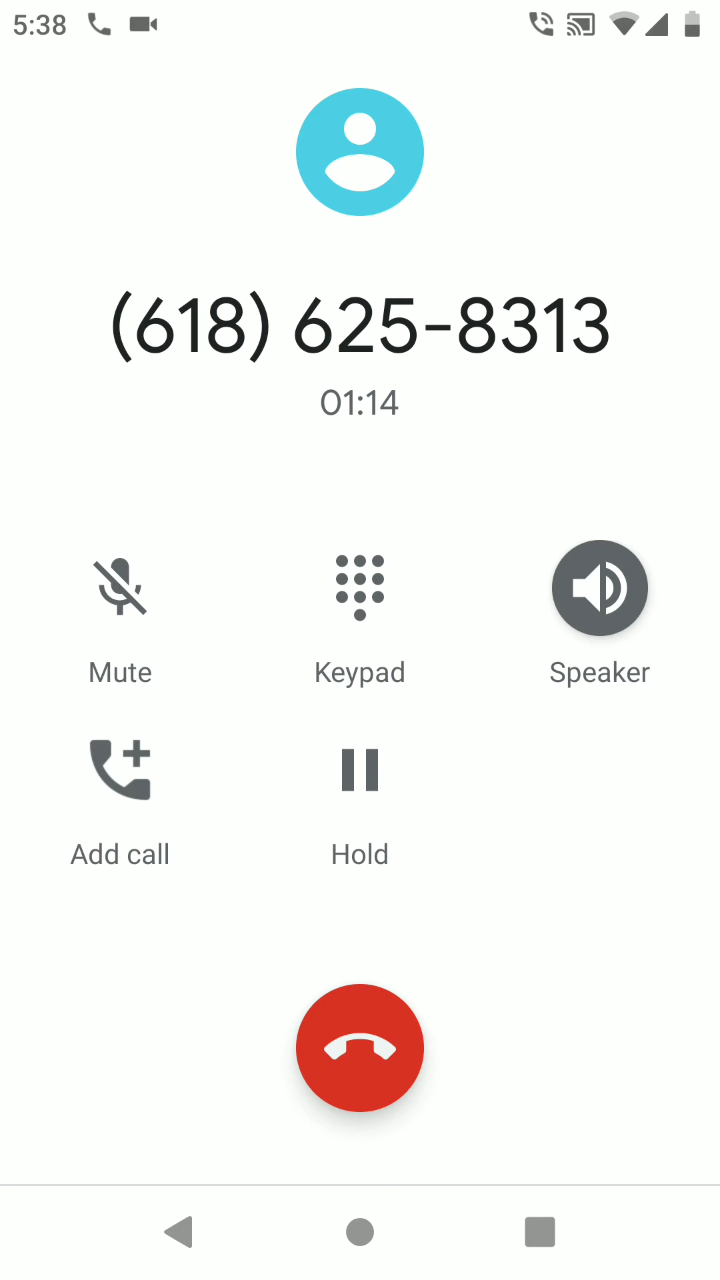 5:38
(618) 625-8313
01:14
Mute
Keypad
Speaker
Add call
Hold